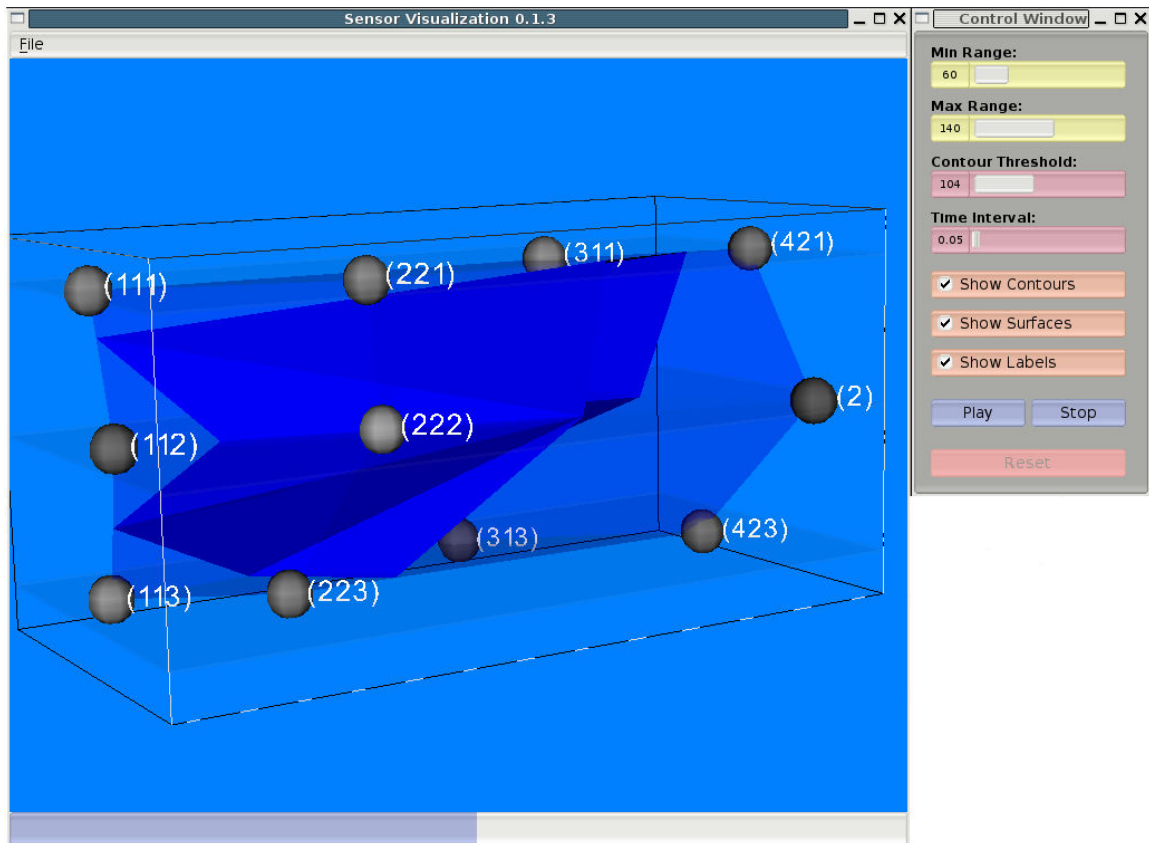 Sensor Visualization 0.1.3
File
(111)
(221)
(311)
(421)
(112)
(222)
(2)
(113)
(223)
(313)
(423)
Control Window
Min Range:
60
Max Range:
140
Contour Threshold:
104
Time Interval:
0.05
Show Contours
Show Surfaces
Show Labels
Play Stop
Reset